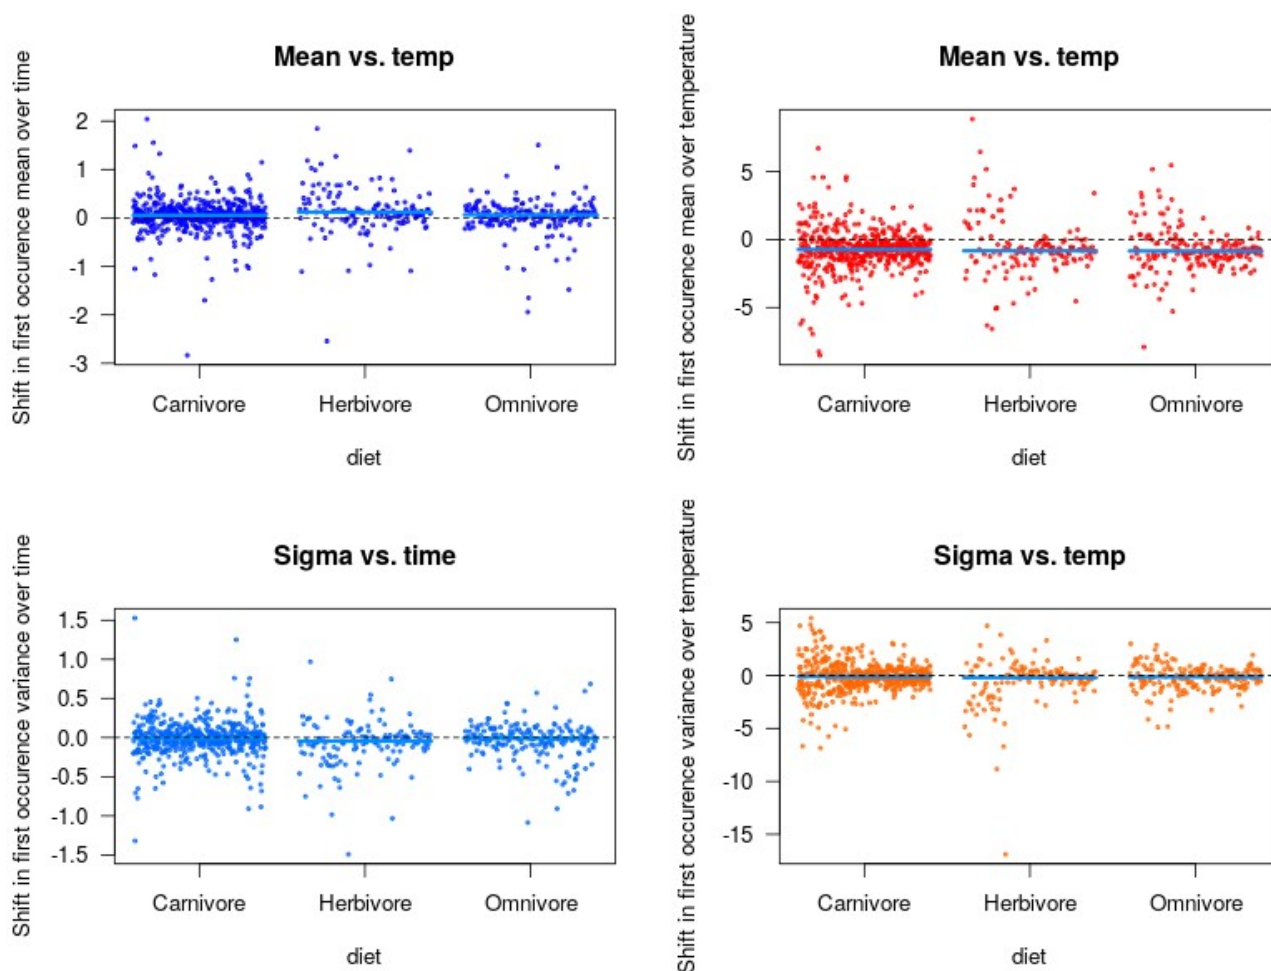 Mean vs. temp
Shift in first occurence mean over time
2
1
0
-1
-2
-3
Carnivore Herbivore Omnivore
diet
Mean vs. temp
Shift in first occurence mean over temperature
5
0
-5
Carnivore Herbivore Omnivore
diet
Sigma vs. time
Shift in first occurence variance over time
1.5
1.0
0.5
0.0
-0.5
-1.0
-1.5
Carnivore Herbivore Omnivore
diet
Sigma vs. temp
Shift in first occurence variance over temperature
5
0
-5
-10
-15
Carnivore Herbivore Omnivore
diet